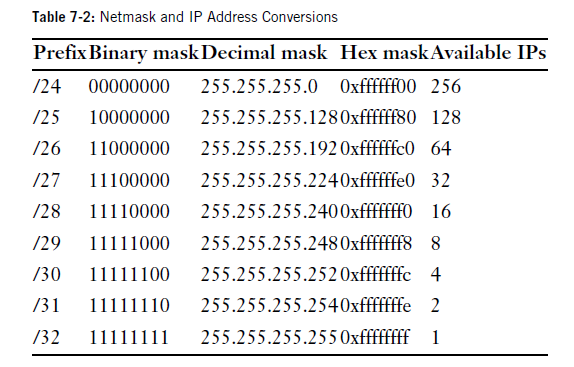 Table 7-2: Netmask and IP Address Conversions
Prefix Binary mask Decimal mask Hex mask Available IPs
/24 00000000 255.255.255.0 0xffffff00 256
/25 10000000 255.255.255.128 0xffffff80 128
/26 11000000 255.255.255.192 0xffffffc0 64
/27 11100000 255.255.255.224 0xffffffe0 32
/28 11110000 255.255.255.240 0xfffffff0 16
/29 11111000 255.255.255.248 0xfffffff8 8
/30 11111100 255.255.255.252 0xfffffffc 4
/31 11111110 255.255.255.254 0xfffffffe 2
/32 11111111 255.255.255.255 0xffffffff 1